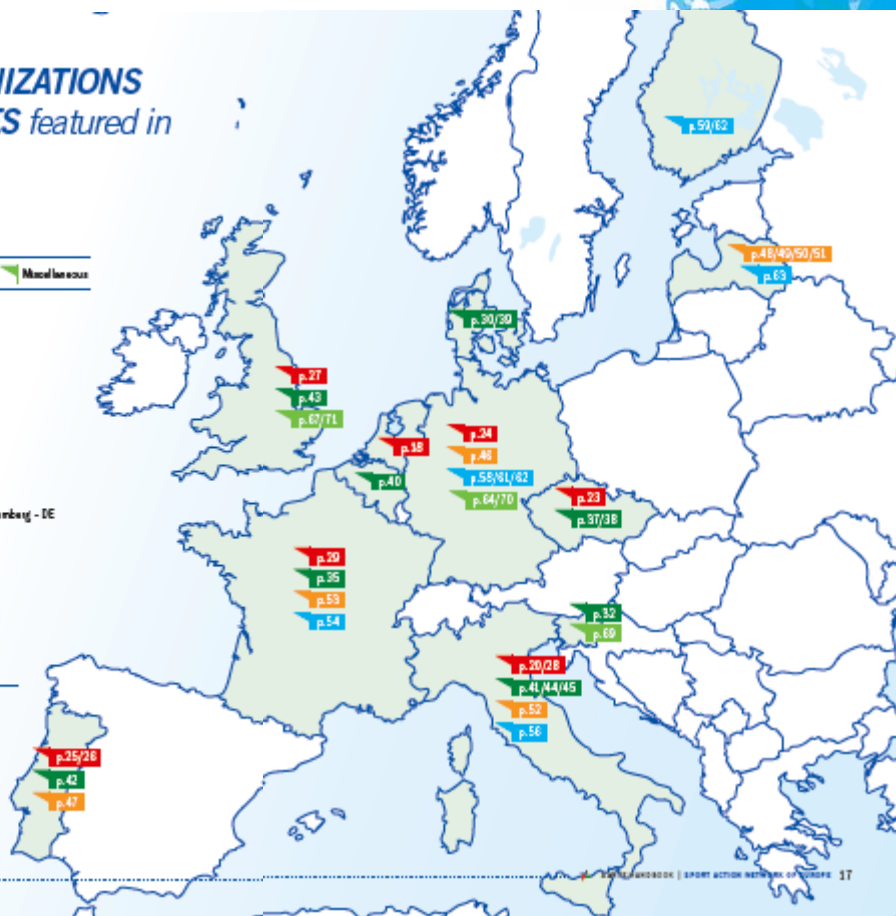 NIZATIONS
ES featured in
Miscellaneous
p.59/62
p.48/49/50/51
p.63
p.30/39
p.27
p.43
p.67/71
p.24
p.46
p.58/61/62
p.64/70
p.18
p.40
p.23
p.37/38
mberg - DE
p.29
p.35
p.53
p.54
p.32
p.69
p.20/28
p.41/44/45
p.52
p.56
p.25/26
p.42
p.47
HANDBOOK | SPORT ACTION NETWORK OF EUROPE 17